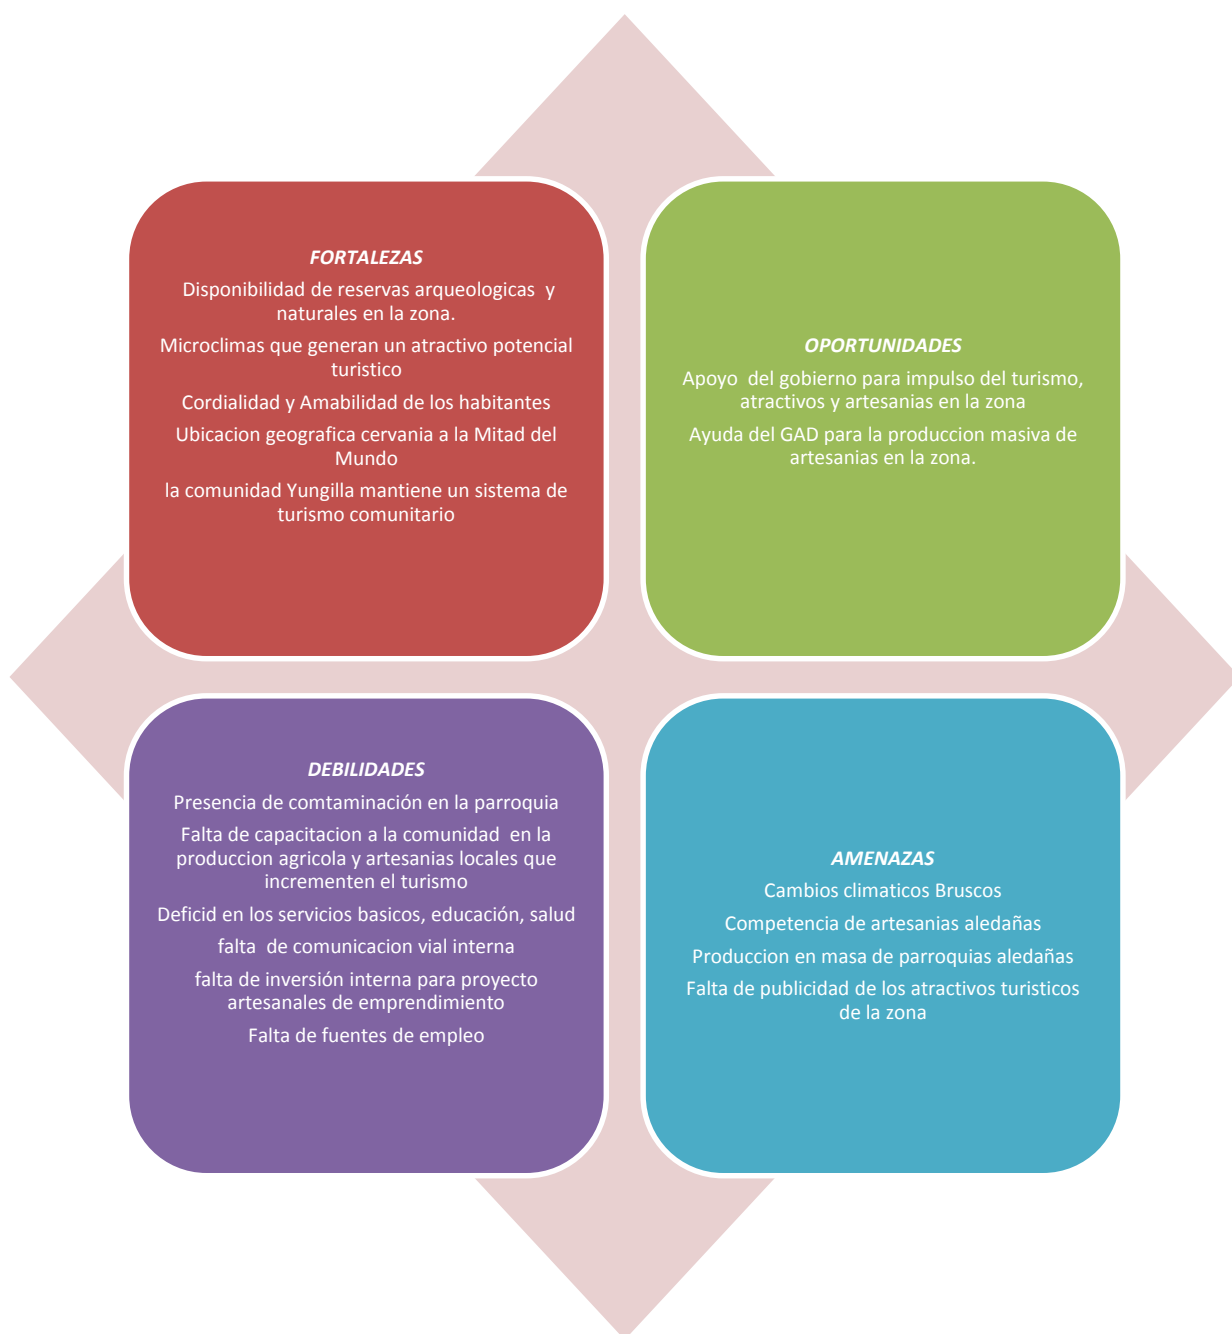 FORTALEZAS
Disponibilidad de reservas arqueologicas  y
naturales en la zona.
Microclimas que generan un atractivo potencial
turistico
Cordialidad y Amabilidad de los habitantes
Ubicacion geografica cervania a la Mitad del
Mundo
la comunidad Yungilla mantiene un sistema de
turismo comunitario
OPORTUNIDADES
Apoyo  del gobierno para impulso del turismo,
atractivos y artesanias en la zona
Ayuda del GAD para la produccion masiva de
artesanias en la zona.
DEBILIDADES
Presencia de comtaminación en la parroquia
Falta de capacitacion a la comunidad  en la
produccion agricola y artesanias locales que
incrementen el turismo
Deficid en los servicios basicos, educación, salud
falta  de comunicacion vial interna
falta de inversión interna para proyecto
artesanales de emprendimiento
Falta de fuentes de empleo
AMENAZAS
Cambios climaticos Bruscos
Competencia de artesanias aledañas
Produccion en masa de parroquias aledañas
Falta de publicidad de los atractivos turisticos
de la zona